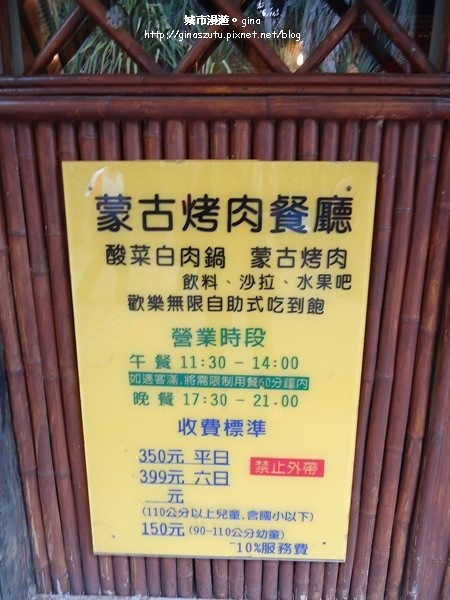 城市漫遊。gina
http://ginaszutu.pixnet.net/blog
蒙古烤肉餐廳
酸菜白肉鍋 蒙古烤肉
飲料、沙拉、水果吧
歡樂無限自助式吃到飽
營業時段
午餐 11:30 - 14:00
如遇客滿.將需限制用餐60分鐘內
晚餐 17:30 - 21:00
收費標準
350元 平日
399元 六日
禁止外帶
元
(110公分以上兒童,含國小以下)
150元 (90-110公分幼童)
10%服務費